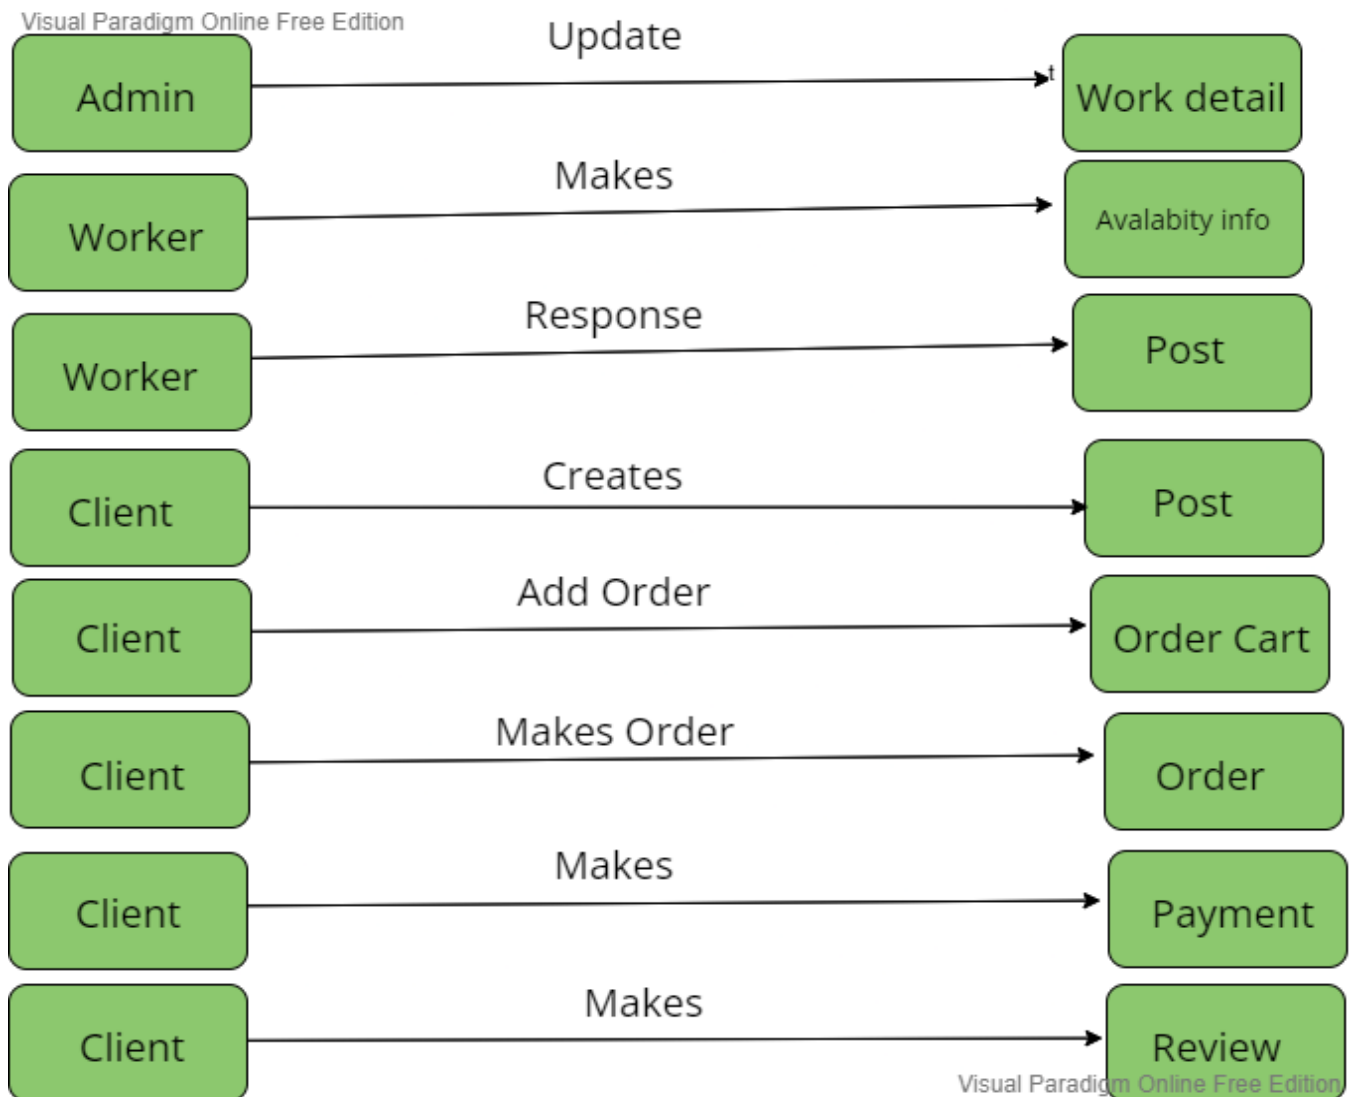 Visual Paradigm Online Free Edition
Update
t
Admin
Work detail
Makes
Avalabity info
Worker
Response
Post
Worker
Creates
Post
Client
Add Order
Client
Order Cart
Makes Order
Client
Order
Makes
Client
Payment
Makes
Client
Review
Visual Paradigm Online Free Edition